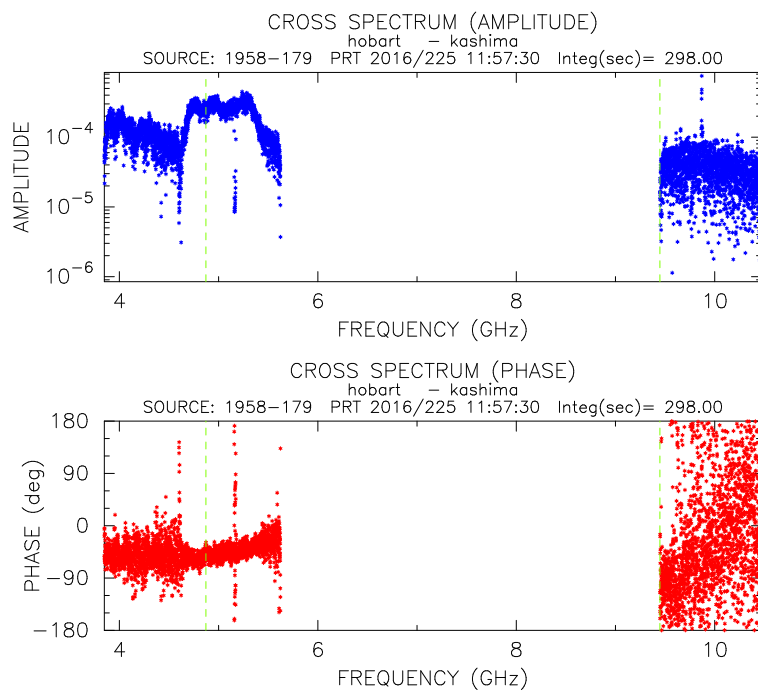 CROSS SPECTRUM (AMPLITUDE)
hobart – kashima
SOURCE: 1958−179 PRT 2016/225 11:57:30 Integ(sec)= 298.00
AMPLITUDE
10−4
10−5
10−6
4 6 8 10
FREQUENCY (GHz)
CROSS SPECTRUM (PHASE)
hobart – kashima
SOURCE: 1958−179 PRT 2016/225 11:57:30 Integ(sec)= 298.00
PHASE (deg)
180
90
0
−90
−180
4 6 8 10
FREQUENCY (GHz)